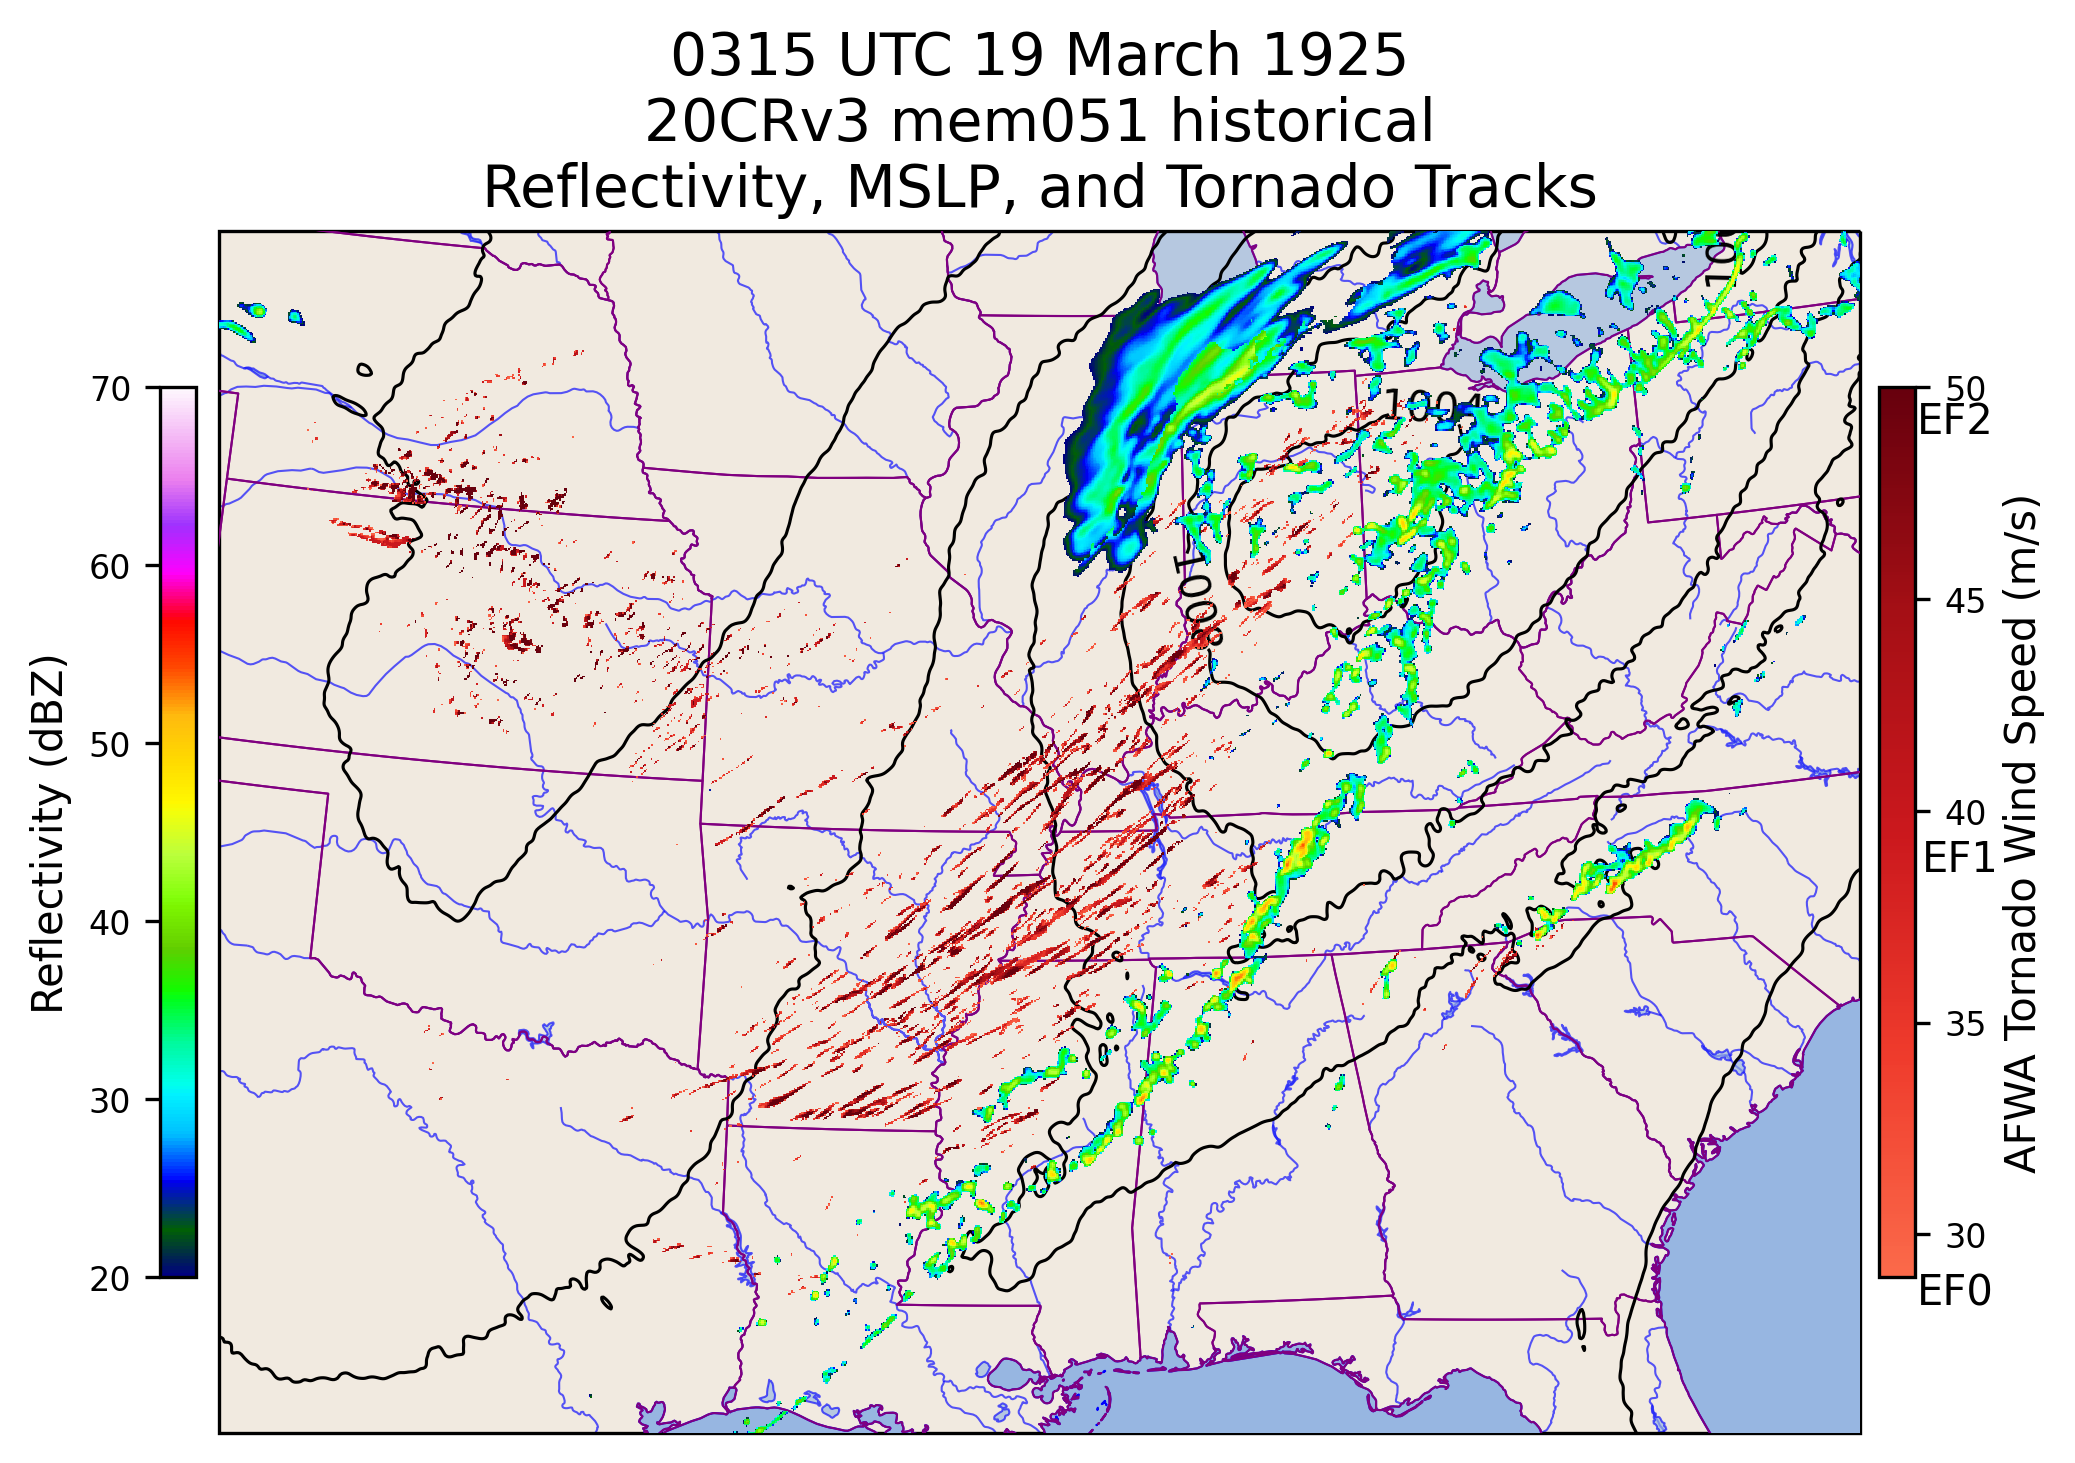 0315 UTC 19 March 1925
20CRv3 mem051 historical
Reflectivity, MSLP, and Tornado Tracks
Reflectivity (dBZ)
70
60
50
40
30
20
1004
1008
50
EF2
45
40
EF1
35
30
EF0
AFWA Tornado Wind Speed (m/s)